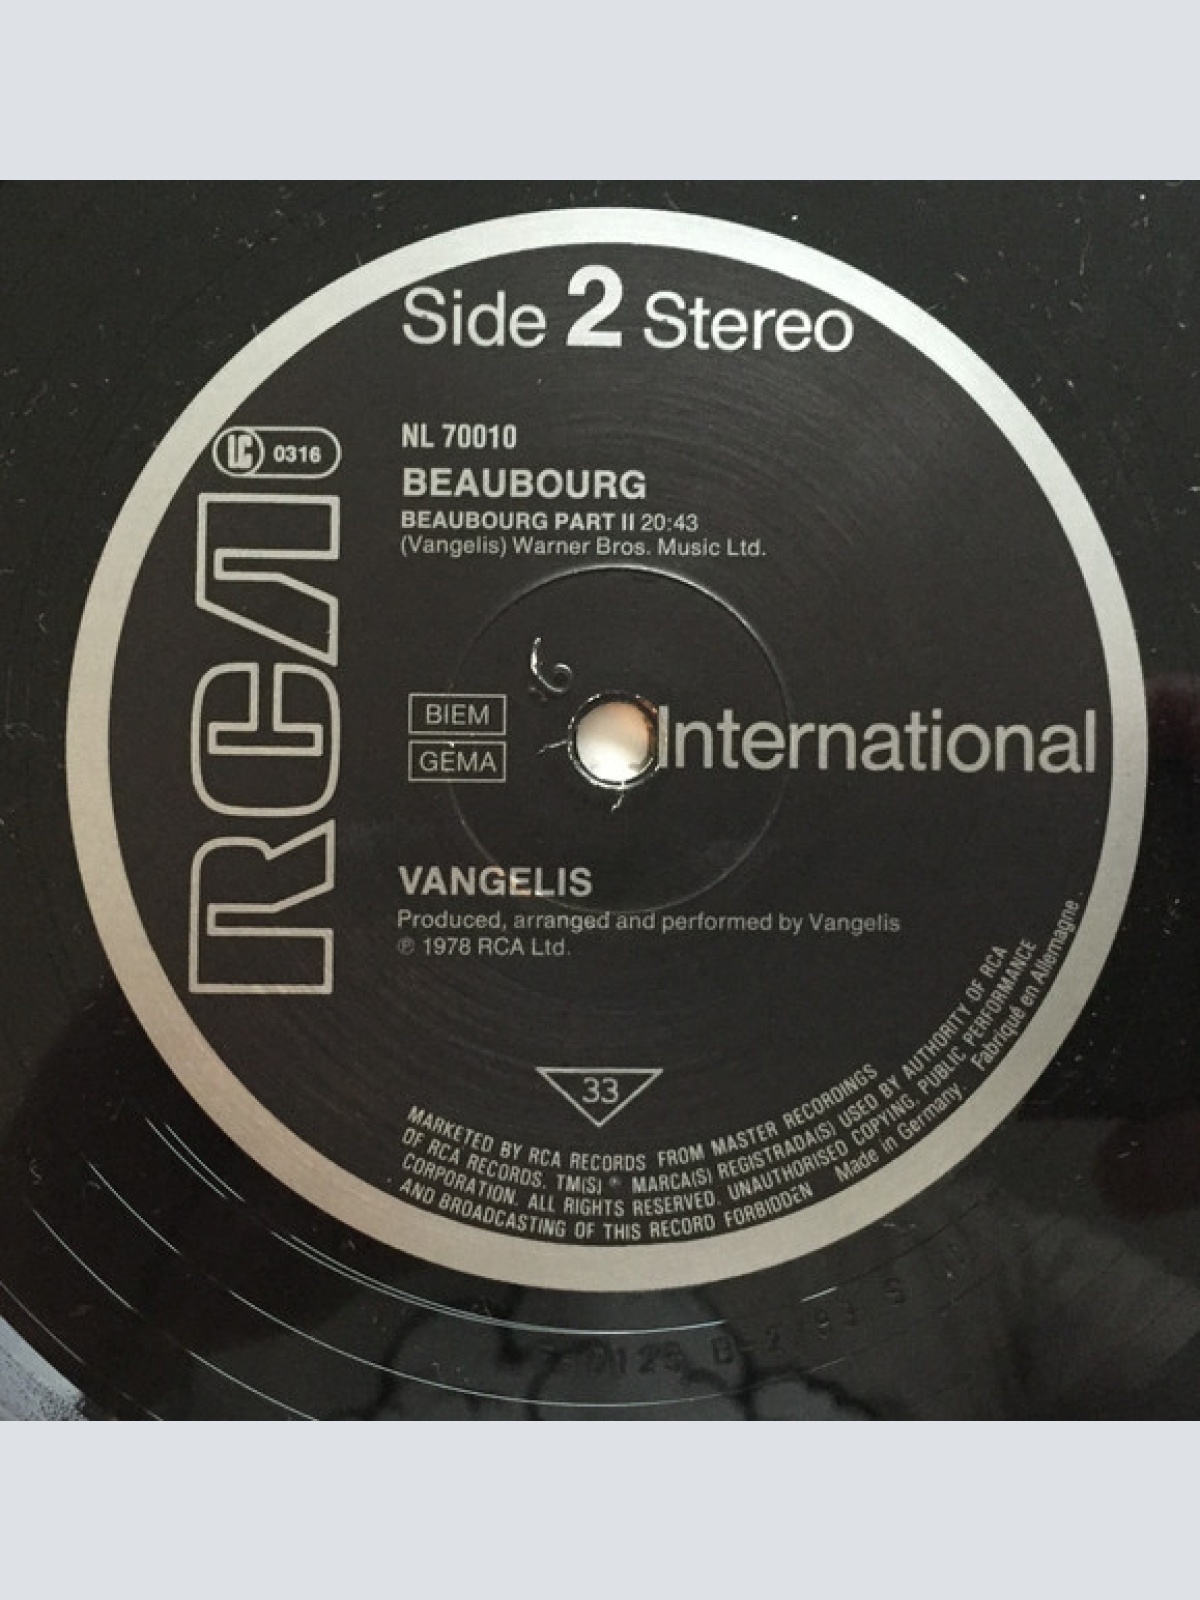 Side 2 Stereo
LC 0316
NL 70010
BEAUBOURG
BEAUBOURG PART II 20:43
(Vangelis) Warner Bros. Music Ltd.
RCA
BIEM
GEMA
International
VANGELIS
Produced, arranged and performed by Vangelis
℗ 1978 RCA Ltd.
33
MARKETED BY RCA RECORDS FROM MASTER RECORDINGS
OF RCA RECORDS. TM(S) ® MARCA(S) REGISTRADA(S) USED BY AUTHORITY OF RCA
CORPORATION. ALL RIGHTS RESERVED. UNAUTHORISED COPYING. PUBLIC PERFORMANCE
AND BROADCASTING OF THIS RECORD FORBIDDeN Made in Germany. Fabriqué en Allemagne.